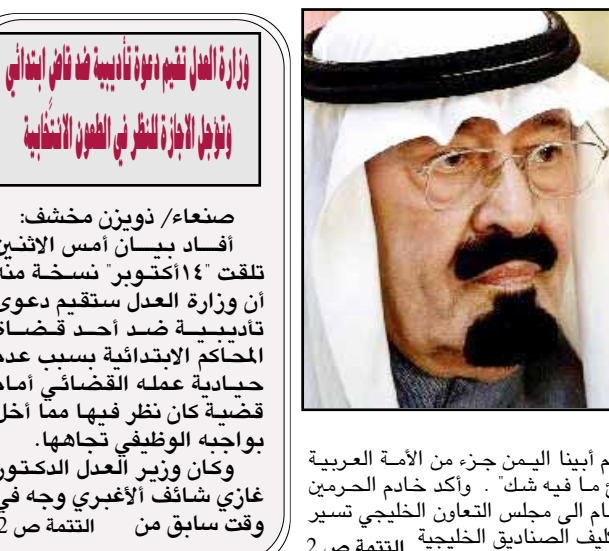 وزارة العدل تقيم دعوة تأديبية ضد قاض ابتدائي
وتؤجل الاجازة للنظر في الطعون الانتخابية
صنعاء/ ذويزن مخشف:
أفاد بيان أمس الاثنين
تلقت "١٤أكتوبر" نسخة منه
أن وزارة العدل ستقيم دعوى
تأديبية ضد أحد قضاة
المحاكم الابتدائية بسبب عدم
حيادية عمله القضائي أمام
قضية كان نظر فيها مما أخل
بواجبه الوظيفي تجاهها.
وكان وزير العدل الدكتور
غازي شائف ألأغبري وجه في
وقت سابق من التتمة ص 2
أبينا اليمن جزء من الأمة العربية
ما فيه شك" . وأكد خادم الحرمين
الى مجلس التعاون الخليجي تسير
الصناديق الخليجية التتمة ص 2